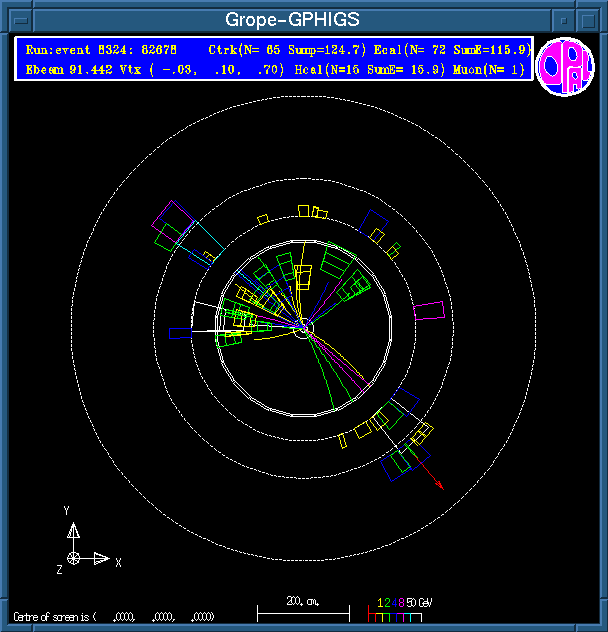 Grope-GPHIGS
Run:event 8324: 82678 Ctrk(N= 65 Sump=124.7) Ecal(N= 72 SumE=115.9)
Ebeam 91.442 Vtx ( -.03, .10, .70) Hcal(N=15 SumE= 15.9) Muon(N= 1)
OPAL
Y
X
Z
200. cm.
1 2 4 8 50 GeV
Centre of screen is ( .0000, .0000, .0000)